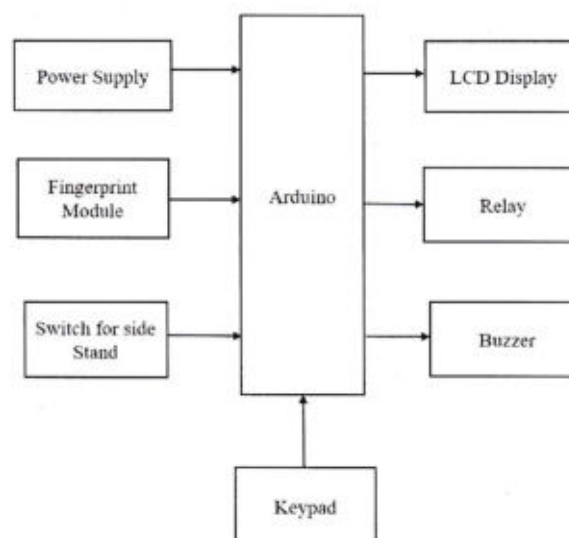 Power Supply
Fingerprint
Module
Switch for side
Stand
Arduino
LCD Display
Relay
Buzzer
Keypad